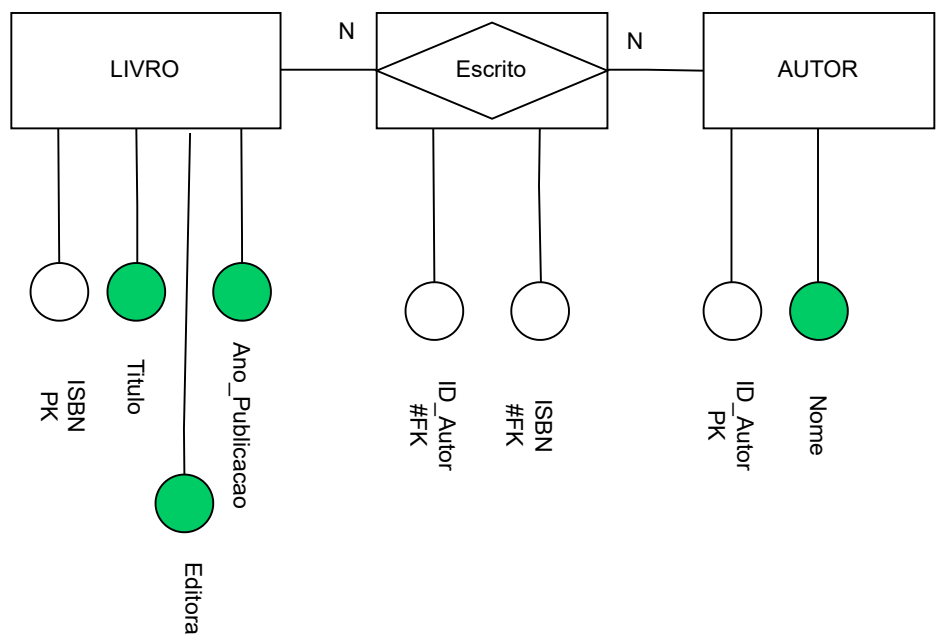 N
N
LIVRO
Escrito
AUTOR
ISBN
PK
Titulo
Ano_Publicacao
Editora
ID_Autor
#FK
ISBN
#FK
ID_Autor
PK
Nome